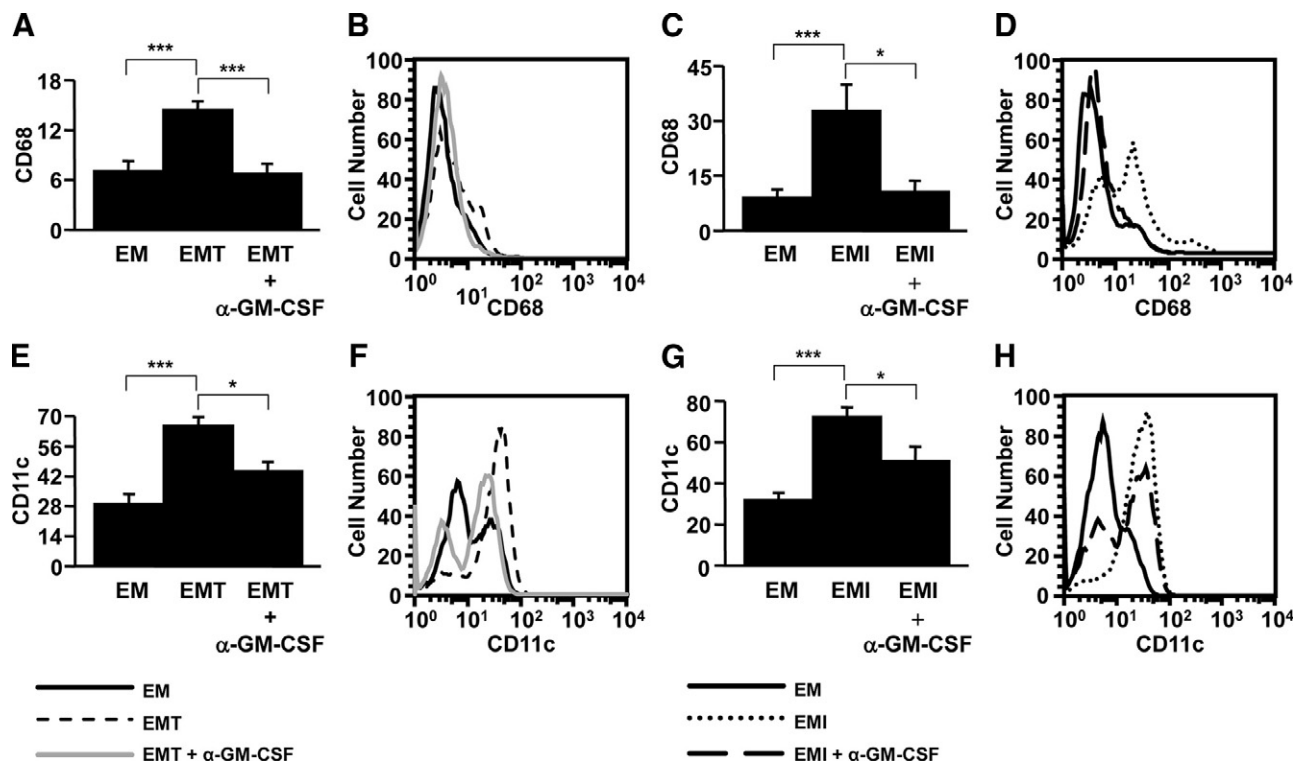 A
***
***
CD68
18
12
6
0
EM EMT EMT
+
α-GM-CSF
B
Cell Number
100
80
60
40
20
0
10⁰ 10¹ 10² 10³ 10⁴
CD68
C
***
*
CD68
45
30
15
0
EM EMI EMI
+
α-GM-CSF
D
Cell Number
100
80
60
40
20
0
10⁰ 10¹ 10² 10³ 10⁴
CD68
E
***
*
CD11c
70
56
42
28
14
0
EM EMT EMT
+
α-GM-CSF
F
Cell Number
100
80
60
40
20
0
10⁰ 10¹ 10² 10³ 10⁴
CD11c
G
***
*
CD11c
80
60
40
20
0
EM EMI EMI
+
α-GM-CSF
H
Cell Number
100
80
60
40
20
0
10⁰ 10¹ 10² 10³ 10⁴
CD11c
EM
EMT
EMT + α-GM-CSF
EM
EMI
EMI + α-GM-CSF